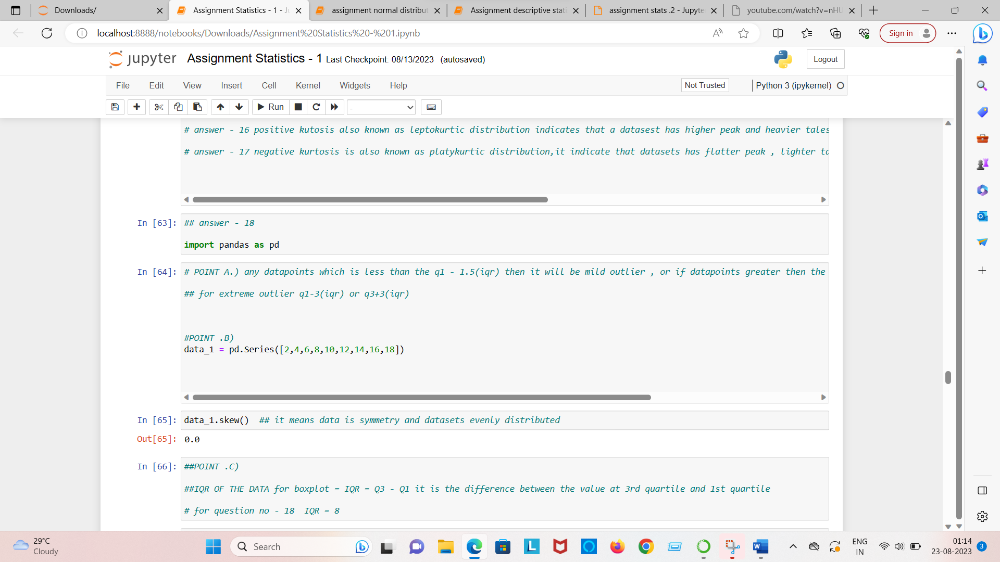 Downloads/
Assignment Statistics - 1 - Ju
assignment normal distribut
Assignment descriptive stati
assignment stats .2 - Jupyte
youtube.com/watch?v=nHU
localhost:8888/notebooks/Downloads/Assignment%20Statistics%20-%201.ipynb
Sign in
jupyter Assignment Statistics - 1 Last Checkpoint: 08/13/2023 (autosaved)
Logout
File Edit View Insert Cell Kernel Widgets Help
Not Trusted
Python 3 (ipykernel)
Run
-
# answer - 16 positive kutosis also known as leptokurtic distribution indicates that a datasest has higher peak and heavier tales
# answer - 17 negative kurtosis is also known as platykurtic distribution,it indicate that datasets has flatter peak , lighter ta
In [63]: ## answer - 18
import pandas as pd
In [64]: # POINT A.) any datapoints which is less than the q1 - 1.5(iqr) then it will be mild outlier , or if datapoints greater then the
## for extreme outlier q1-3(iqr) or q3+3(iqr)
#POINT .B)
data_1 = pd.Series([2,4,6,8,10,12,14,16,18])
In [65]: data_1.skew() ## it means data is symmetry and datasets evenly distributed
Out[65]: 0.0
In [66]: ##POINT .C)
##IQR OF THE DATA for boxplot = IQR = Q3 - Q1 it is the difference between the value at 3rd quartile and 1st quartile
# for question no - 18 IQR = 8
29°C
Cloudy
Search
ENG
IN
01:14
23-08-2023
3